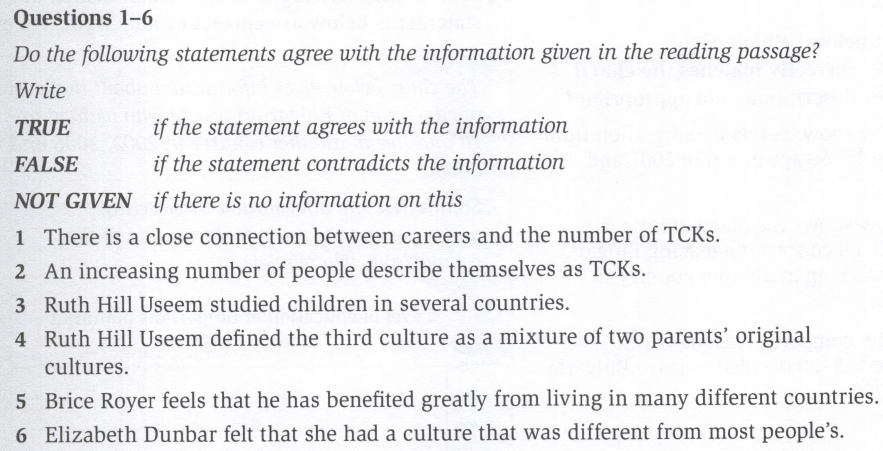 Questions 1–6
Do the following statements agree with the information given in the reading passage?
Write
TRUE if the statement agrees with the information
FALSE if the statement contradicts the information
NOT GIVEN if there is no information on this
1 There is a close connection between careers and the number of TCKs.
2 An increasing number of people describe themselves as TCKs.
3 Ruth Hill Useem studied children in several countries.
4 Ruth Hill Useem defined the third culture as a mixture of two parents’ original
cultures.
5 Brice Royer feels that he has benefited greatly from living in many different countries.
6 Elizabeth Dunbar felt that she had a culture that was different from most people’s.